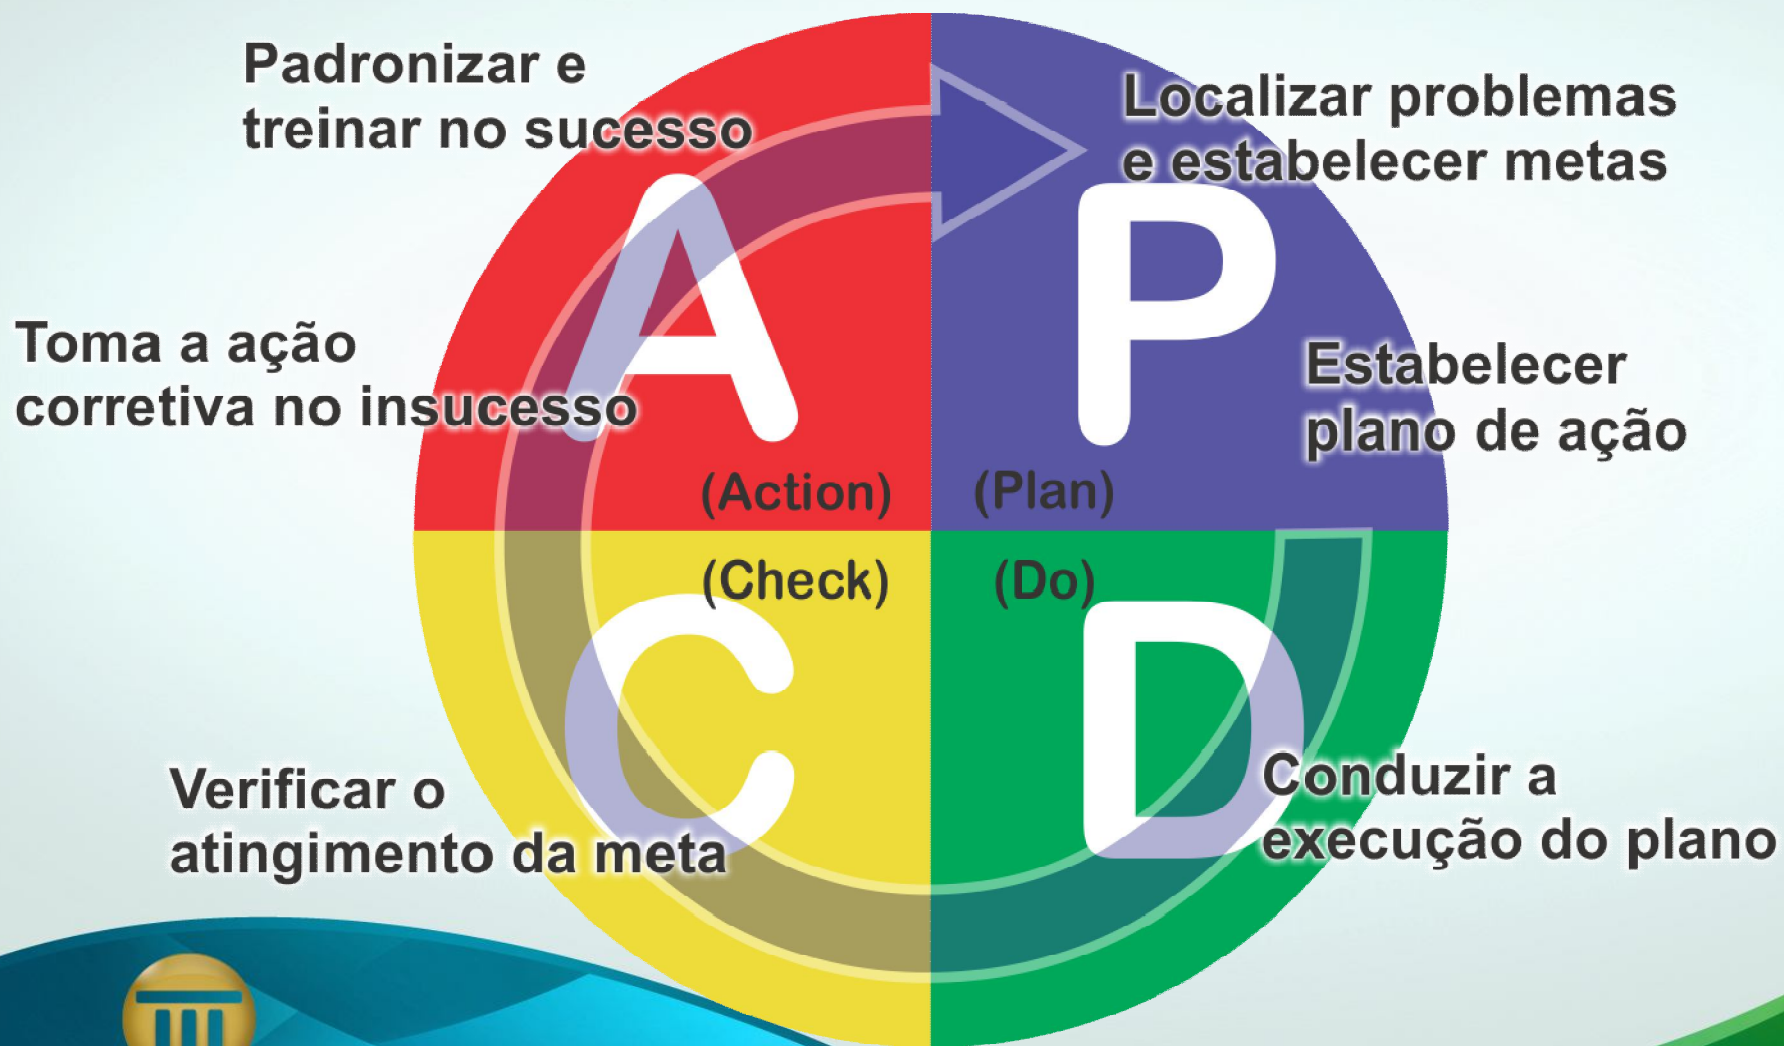 Padronizar e
treinar no sucesso
Localizar problemas
e estabelecer metas
A
P
Toma a ação
corretiva no insucesso
Estabelecer
plano de ação
(Action)
(Plan)
(Check)
(Do)
C
D
Verificar o
atingimento da meta
Conduzir a
execução do plano